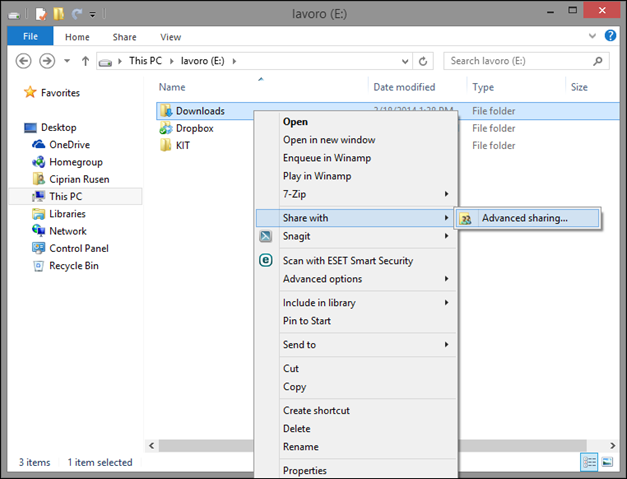 lavoro (E:)
File Home Share View
This PC lavoro (E:) Search lavoro (E:)
Name Date modified Type Size
Favorites
Desktop
OneDrive
Homegroup
Ciprian Rusen
This PC
Libraries
Network
Control Panel
Recycle Bin
Downloads 2/18/2014 1:38 PM File folder
Dropbox File folder
KIT File folder
Open
Open in new window
Enqueue in Winamp
Play in Winamp
7-Zip
Share with
Advanced sharing...
Snagit
Scan with ESET Smart Security
Advanced options
Include in library
Pin to Start
Send to
Cut
Copy
Create shortcut
Delete
Rename
Properties
3 items 1 item selected